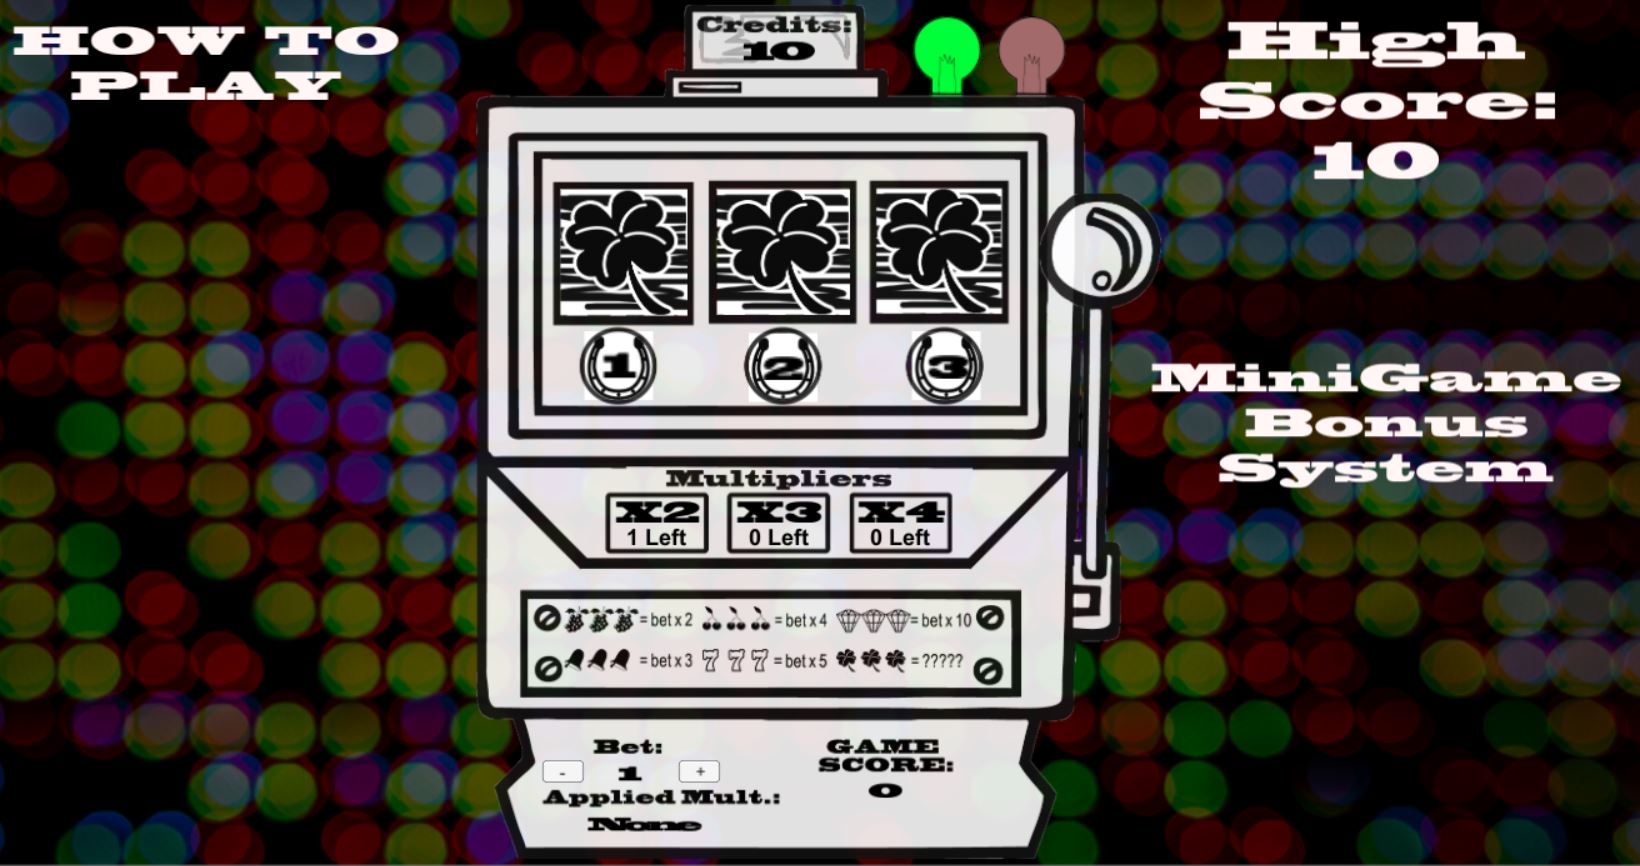 HOW TO
PLAY
Credits:
10
High
Score:
10
1
2
3
MiniGame
Bonus
System
Multipliers
X2
1 Left
X3
0 Left
X4
0 Left
= bet x 2
= bet x 4
= bet x 10
= bet x 3
7 7 7 = bet x 5
= ?????
Bet:
- 1 +
Applied Mult.:
None
GAME
SCORE:
0